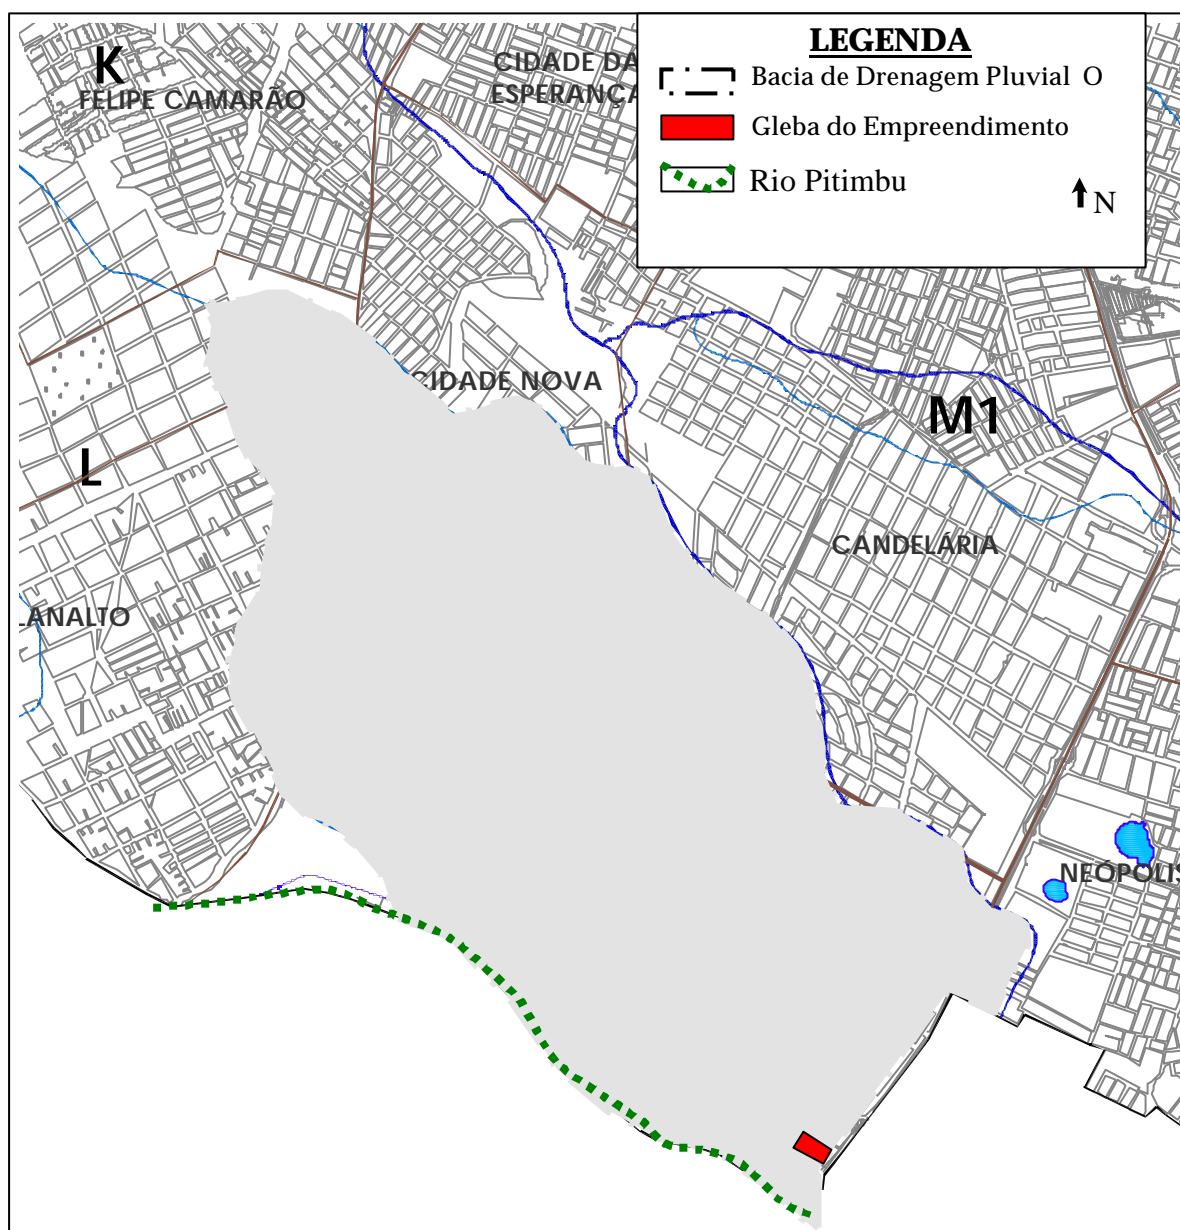 LEGENDA
Bacia de Drenagem Pluvial O
Gleba do Empreendimento
Rio Pitimbu
N
K
FELIPE CAMARÃO
CIDADE DA
ESPERANÇA
CIDADE NOVA
M1
L
CANDELÁRIA
LANALTO
NEÓPOLIS